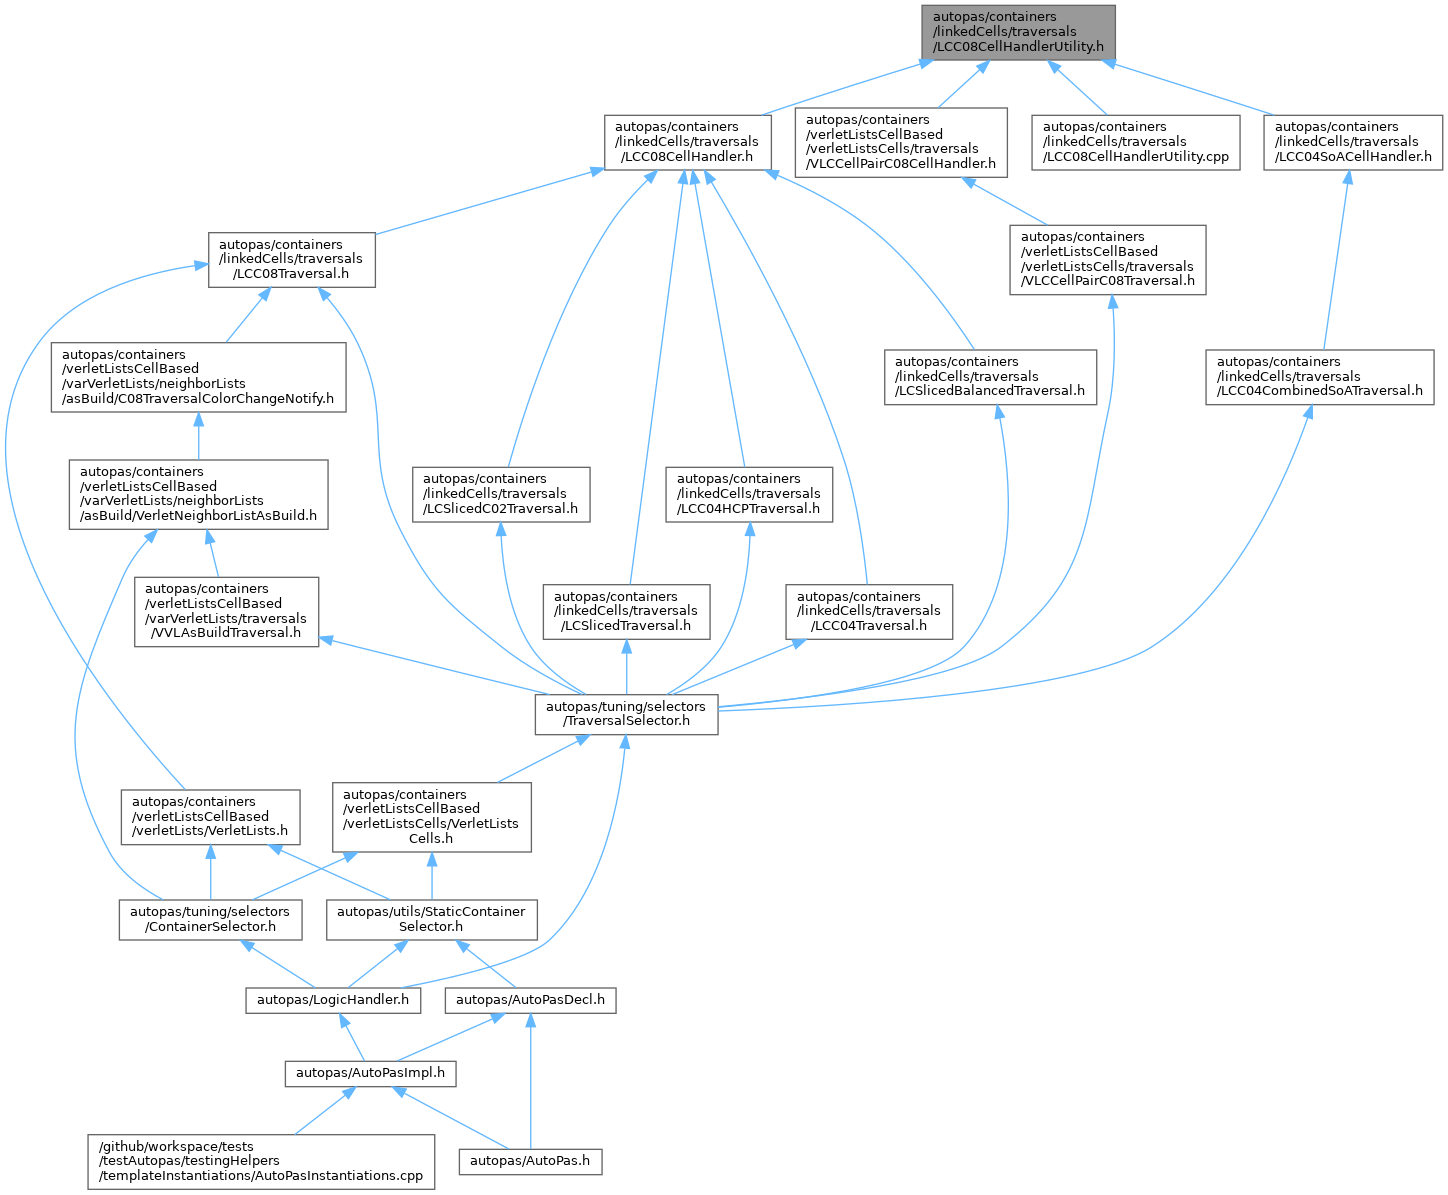 autopas/containers
/linkedCells/traversals
/LCC08CellHandlerUtility.h
autopas/containers
/linkedCells/traversals
/LCC08CellHandler.h
autopas/containers
/verletListsCellBased
/verletListsCells/traversals
/VLCCellPairC08CellHandler.h
autopas/containers
/linkedCells/traversals
/LCC08CellHandlerUtility.cpp
autopas/containers
/linkedCells/traversals
/LCC04SoACellHandler.h
autopas/containers
/linkedCells/traversals
/LCC08Traversal.h
autopas/containers
/verletListsCellBased
/verletListsCells/traversals
/VLCCellPairC08Traversal.h
autopas/containers
/verletListsCellBased
/varVerletLists/neighborLists
/asBuild/C08TraversalColorChangeNotify.h
autopas/containers
/linkedCells/traversals
/LCSlicedBalancedTraversal.h
autopas/containers
/linkedCells/traversals
/LCC04CombinedSoATraversal.h
autopas/containers
/verletListsCellBased
/varVerletLists/neighborLists
/asBuild/VerletNeighborListAsBuild.h
autopas/containers
/linkedCells/traversals
/LCSlicedC02Traversal.h
autopas/containers
/linkedCells/traversals
/LCC04HCPTraversal.h
autopas/containers
/verletListsCellBased
/varVerletLists/traversals
/VVLAsBuildTraversal.h
autopas/containers
/linkedCells/traversals
/LCSlicedTraversal.h
autopas/containers
/linkedCells/traversals
/LCC04Traversal.h
autopas/tuning/selectors
/TraversalSelector.h
autopas/containers
/verletListsCellBased
/verletLists/VerletLists.h
autopas/containers
/verletListsCellBased
/verletListsCells/VerletLists
Cells.h
autopas/tuning/selectors
/ContainerSelector.h
autopas/utils/StaticContainer
Selector.h
autopas/LogicHandler.h
autopas/AutoPasDecl.h
autopas/AutoPasImpl.h
/github/workspace/tests
/testAutopas/testingHelpers
/templateInstantiations/AutoPasInstantiations.cpp
autopas/AutoPas.h